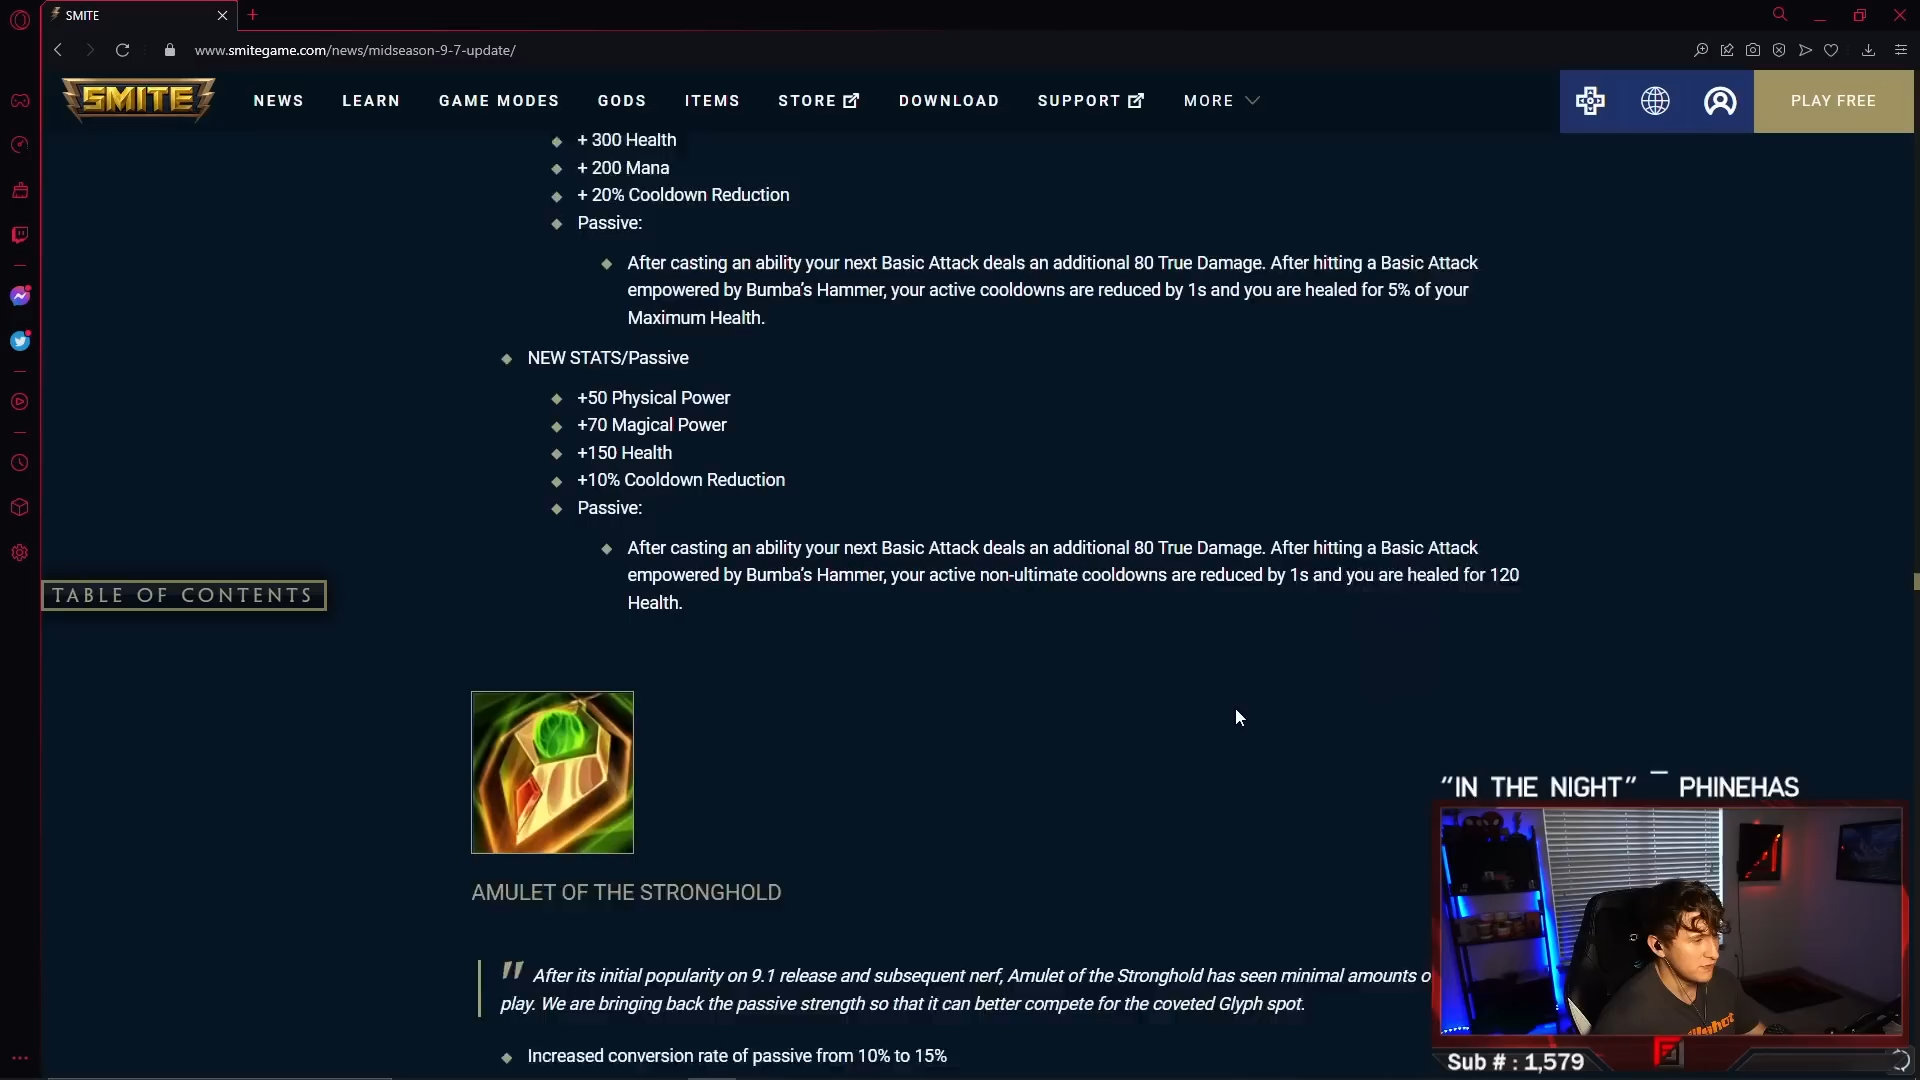 SMITE
www.smitegame.com/news/midseason-9-7-update/
SMITE
NEWS
LEARN
GAME MODES
GODS
ITEMS
STORE
DOWNLOAD
SUPPORT
MORE
PLAY FREE
+ 300 Health
+ 200 Mana
+ 20% Cooldown Reduction
Passive:
After casting an ability your next Basic Attack deals an additional 80 True Damage. After hitting a Basic Attack
empowered by Bumba's Hammer, your active cooldowns are reduced by 1s and you are healed for 5% of your
Maximum Health.
NEW STATS/Passive
+50 Physical Power
+70 Magical Power
+150 Health
+10% Cooldown Reduction
Passive:
After casting an ability your next Basic Attack deals an additional 80 True Damage. After hitting a Basic Attack
empowered by Bumba's Hammer, your active non-ultimate cooldowns are reduced by 1s and you are healed for 120
Health.
TABLE OF CONTENTS
AMULET OF THE STRONGHOLD
" After its initial popularity on 9.1 release and subsequent nerf, Amulet of the Stronghold has seen minimal amounts o
play. We are bringing back the passive strength so that it can better compete for the coveted Glyph spot.
Increased conversion rate of passive from 10% to 15%
"IN THE NIGHT" – PHINEHAS
Sub # : 1,579